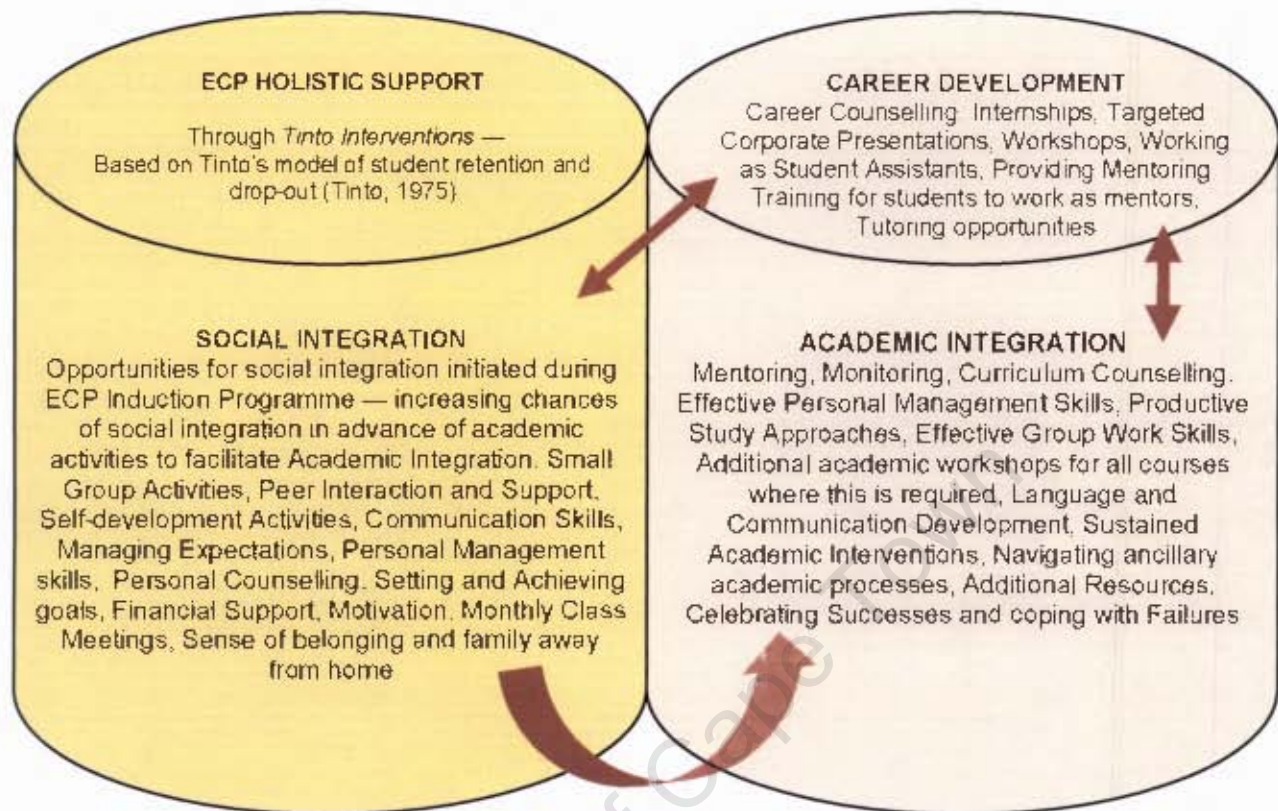 ECP HOLISTIC SUPPORT
Through Tinto Interventions —
Based on Tinto's model of student retention and
drop-out (Tinto, 1975)
CAREER DEVELOPMENT
Career Counselling Internships, Targeted
Corporate Presentations, Workshops, Working
as Student Assistants, Providing Mentoring
Training for students to work as mentors,
Tutoring opportunities
SOCIAL INTEGRATION
Opportunities for social integration initiated during
ECP Induction Programme — increasing chances
of social integration in advance of academic
activities to facilitate Academic Integration. Small
Group Activities, Peer Interaction and Support,
Self-development Activities, Communication Skills,
Managing Expectations, Personal Management
skills, Personal Counselling. Setting and Achieving
goals, Financial Support, Motivation, Monthly Class
Meetings, Sense of belonging and family away
from home
ACADEMIC INTEGRATION
Mentoring, Monitoring, Curriculum Counselling.
Effective Personal Management Skills, Productive
Study Approaches, Effective Group Work Skills,
Additional academic workshops for all courses
where this is required, Language and
Communication Development, Sustained
Academic Interventions, Navigating ancillary
academic processes, Additional Resources,
Celebrating Successes and coping with Failures
of Cape Town